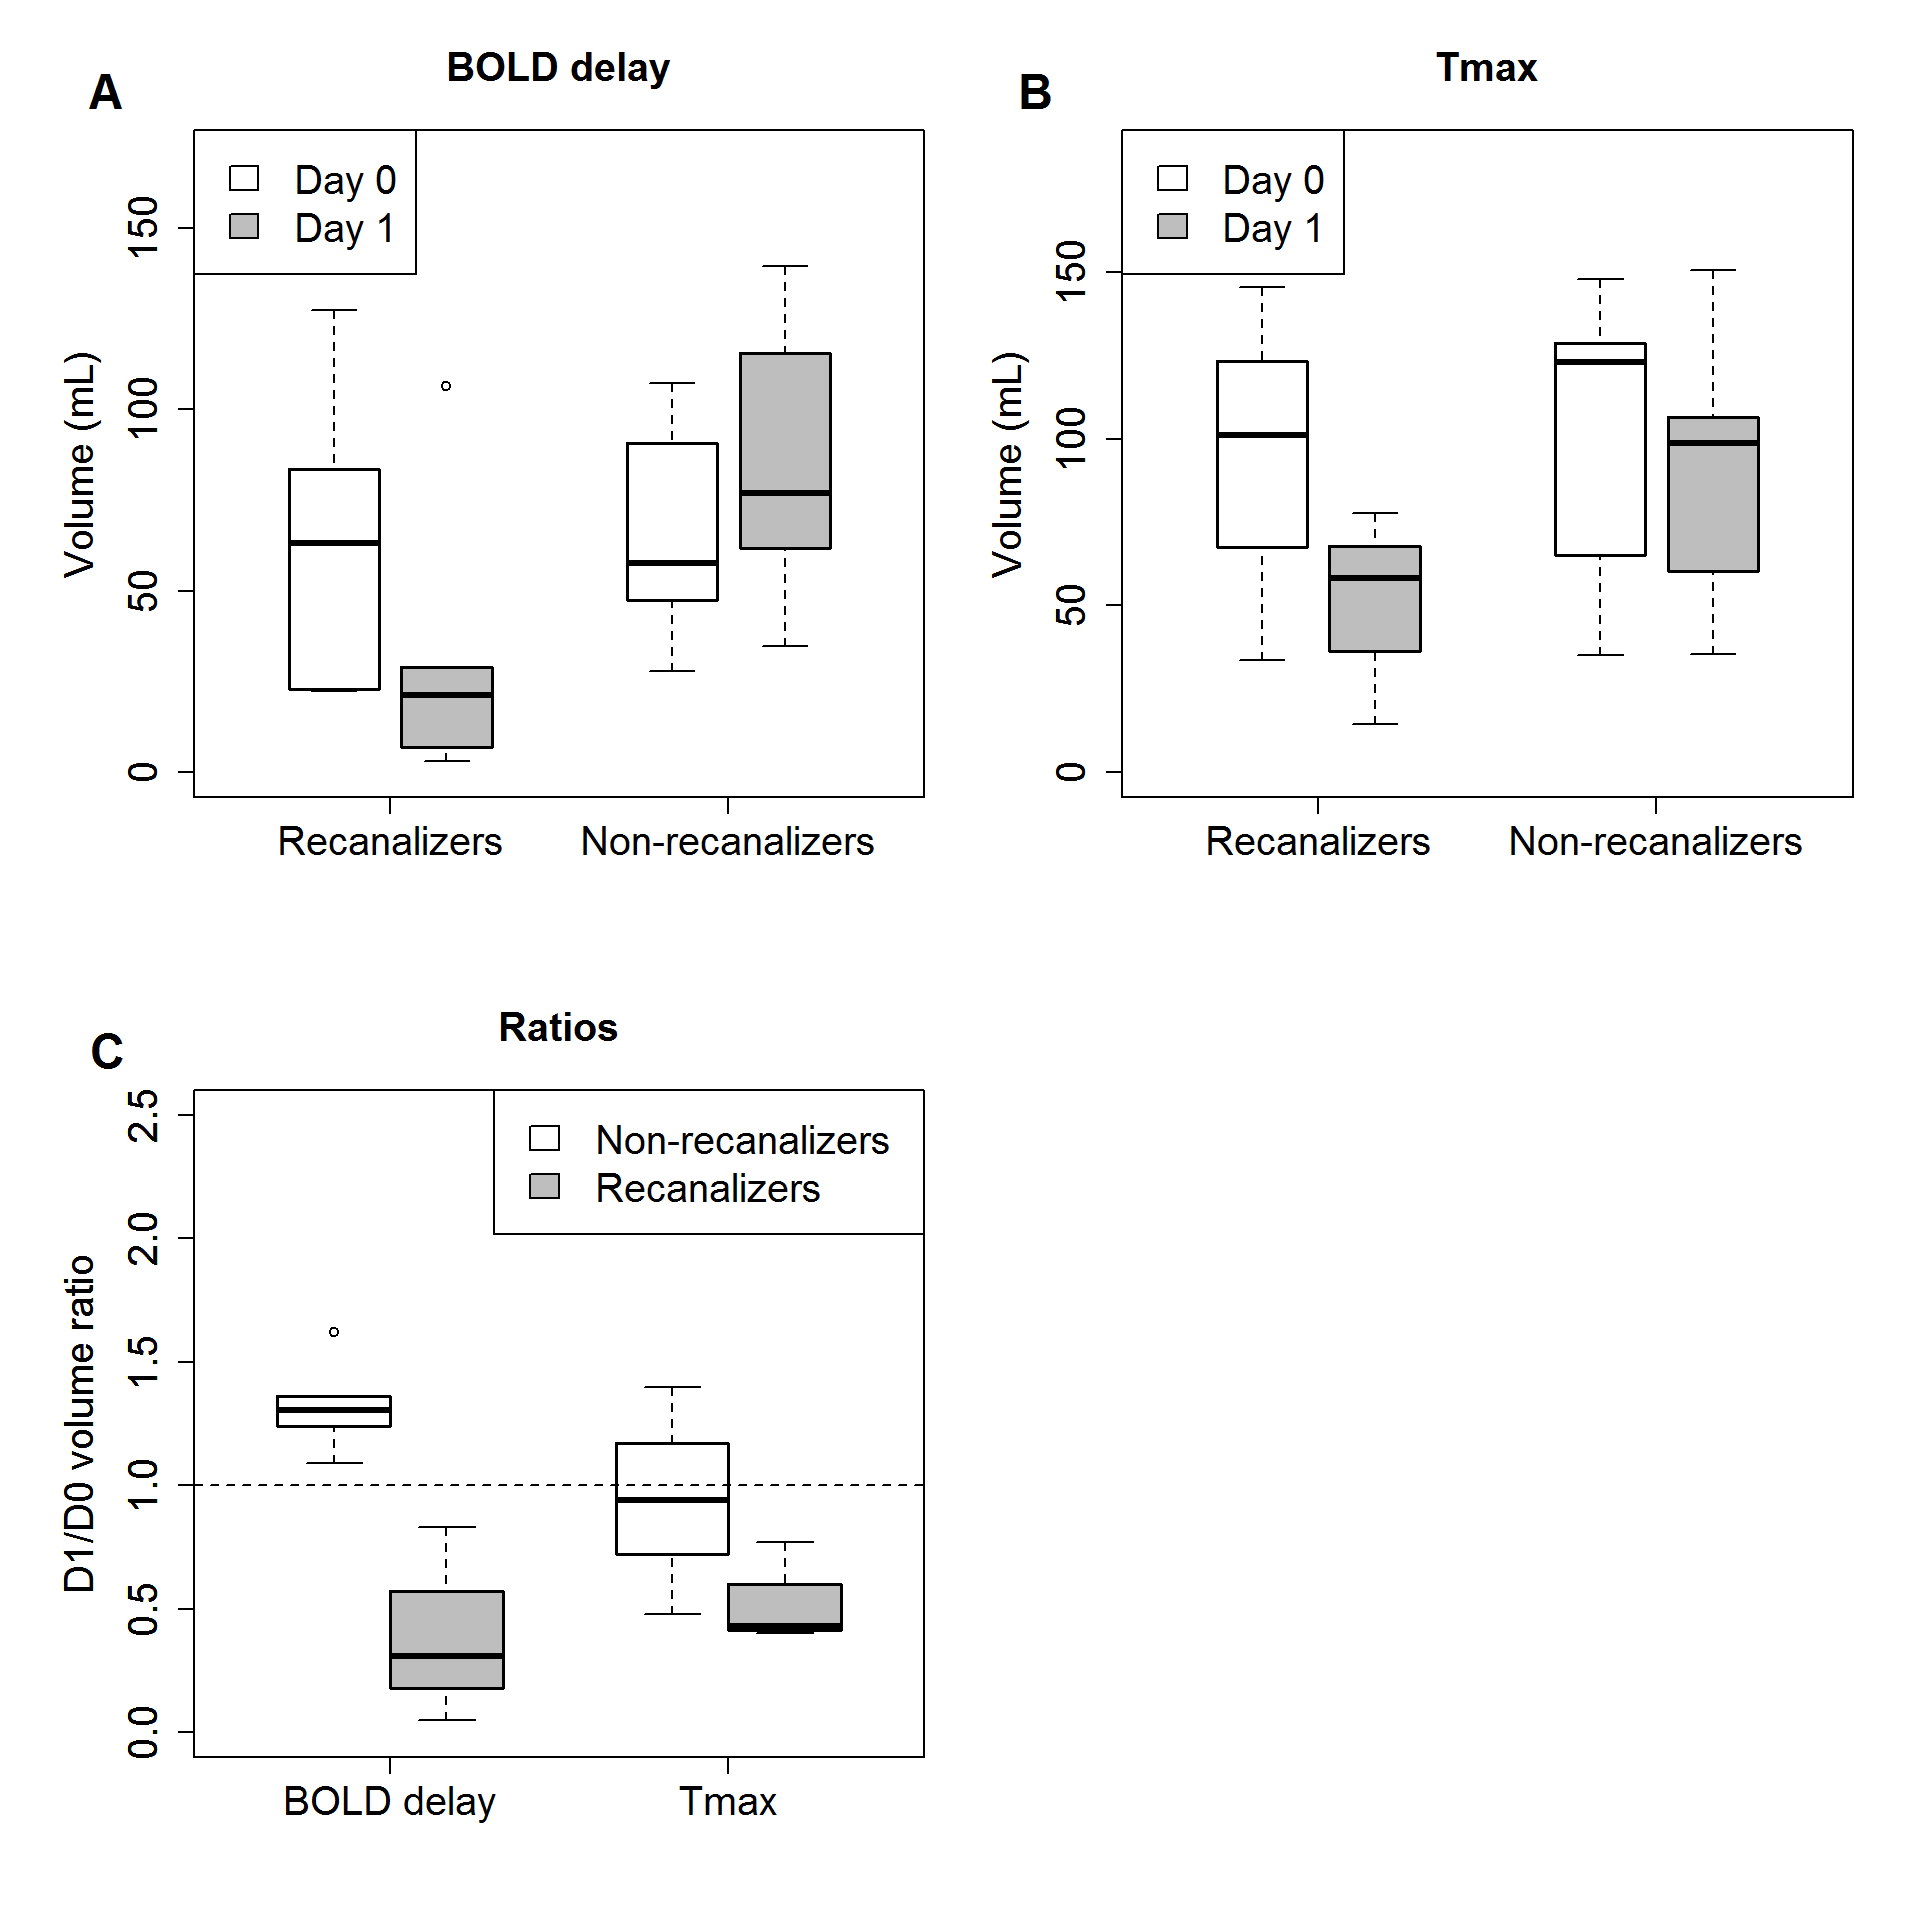 A
BOLD delay
Day 0
Day 1
Volume (mL)
150
100
50
0
Recanalizers
Non-recanalizers
B
Tmax
Day 0
Day 1
Volume (mL)
150
100
50
0
Recanalizers
Non-recanalizers
C
Ratios
Non-recanalizers
Recanalizers
D1/D0 volume ratio
2.5
2.0
1.5
1.0
0.5
0.0
BOLD delay
Tmax